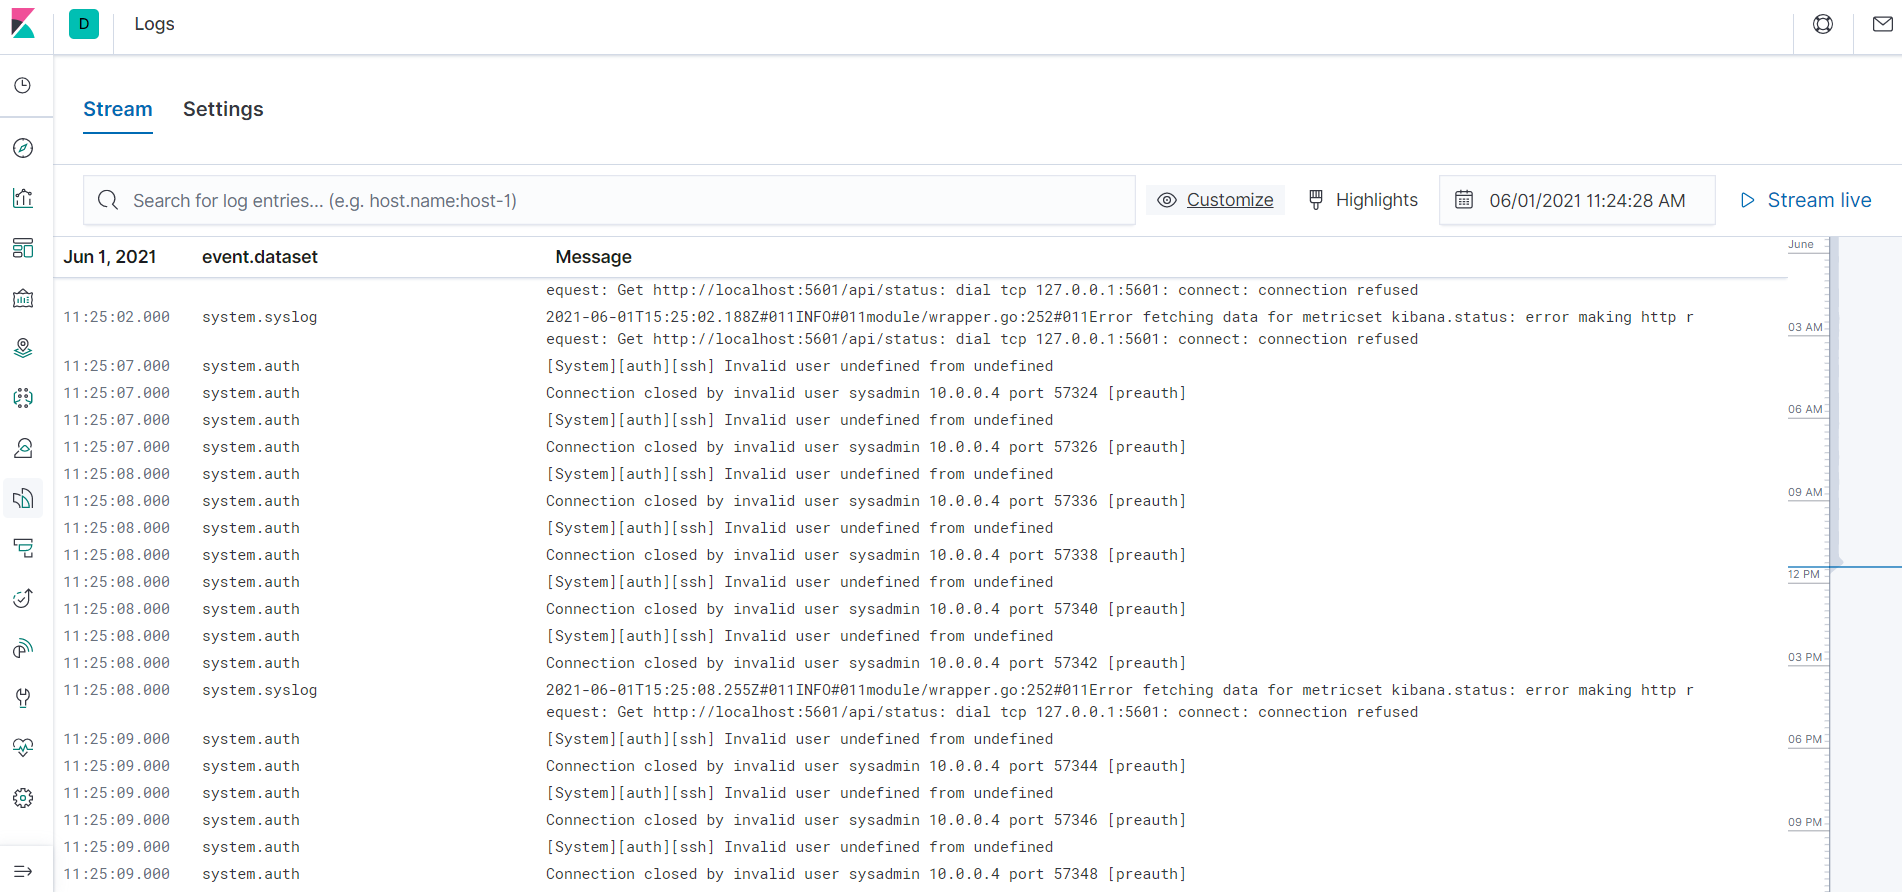 D Logs
Stream Settings
Search for log entries... (e.g. host.name:host-1) Customize Highlights 06/01/2021 11:24:28 AM Stream live
Jun 1, 2021 event.dataset Message June
equest: Get http://localhost:5601/api/status: dial tcp 127.0.0.1:5601: connect: connection refused
11:25:02.000 system.syslog 2021-06-01T15:25:02.188Z#011INFO#011module/wrapper.go:252#011Error fetching data for metricset kibana.status: error making http r
03 AM
equest: Get http://localhost:5601/api/status: dial tcp 127.0.0.1:5601: connect: connection refused
11:25:07.000 system.auth [System][auth][ssh] Invalid user undefined from undefined
11:25:07.000 system.auth Connection closed by invalid user sysadmin 10.0.0.4 port 57324 [preauth]
06 AM
11:25:07.000 system.auth [System][auth][ssh] Invalid user undefined from undefined
11:25:07.000 system.auth Connection closed by invalid user sysadmin 10.0.0.4 port 57326 [preauth]
11:25:08.000 system.auth [System][auth][ssh] Invalid user undefined from undefined
09 AM
11:25:08.000 system.auth Connection closed by invalid user sysadmin 10.0.0.4 port 57336 [preauth]
11:25:08.000 system.auth [System][auth][ssh] Invalid user undefined from undefined
11:25:08.000 system.auth Connection closed by invalid user sysadmin 10.0.0.4 port 57338 [preauth]
12 PM
11:25:08.000 system.auth [System][auth][ssh] Invalid user undefined from undefined
11:25:08.000 system.auth Connection closed by invalid user sysadmin 10.0.0.4 port 57340 [preauth]
11:25:08.000 system.auth [System][auth][ssh] Invalid user undefined from undefined
03 PM
11:25:08.000 system.auth Connection closed by invalid user sysadmin 10.0.0.4 port 57342 [preauth]
11:25:08.000 system.syslog 2021-06-01T15:25:08.255Z#011INFO#011module/wrapper.go:252#011Error fetching data for metricset kibana.status: error making http r
equest: Get http://localhost:5601/api/status: dial tcp 127.0.0.1:5601: connect: connection refused
11:25:09.000 system.auth [System][auth][ssh] Invalid user undefined from undefined
06 PM
11:25:09.000 system.auth Connection closed by invalid user sysadmin 10.0.0.4 port 57344 [preauth]
11:25:09.000 system.auth [System][auth][ssh] Invalid user undefined from undefined
11:25:09.000 system.auth Connection closed by invalid user sysadmin 10.0.0.4 port 57346 [preauth]
09 PM
11:25:09.000 system.auth [System][auth][ssh] Invalid user undefined from undefined
11:25:09.000 system.auth Connection closed by invalid user sysadmin 10.0.0.4 port 57348 [preauth]